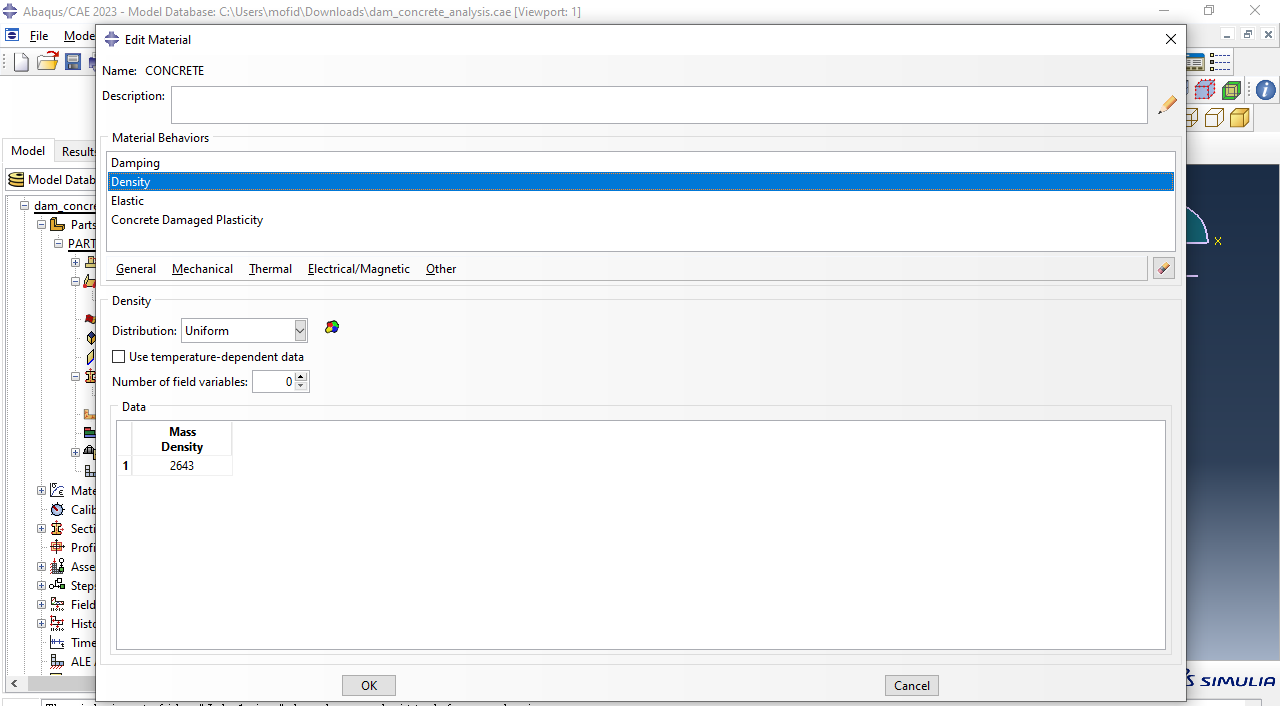 Abaqus/CAE 2023 - Model Database: C:\Users\mofid\Downloads\dam_concrete_analysis.cae [Viewport: 1]
File
Edit Material
Name: CONCRETE
Description:
Material Behaviors
Model
Damping
Density
Elastic
Concrete Damaged Plasticity
General Mechanical Thermal Electrical/Magnetic Other
Density
Distribution: Uniform
Use temperature-dependent data
Number of field variables: 0
Data
Mass
Density
1 2643
OK Cancel
Parts
X
SIMULIA